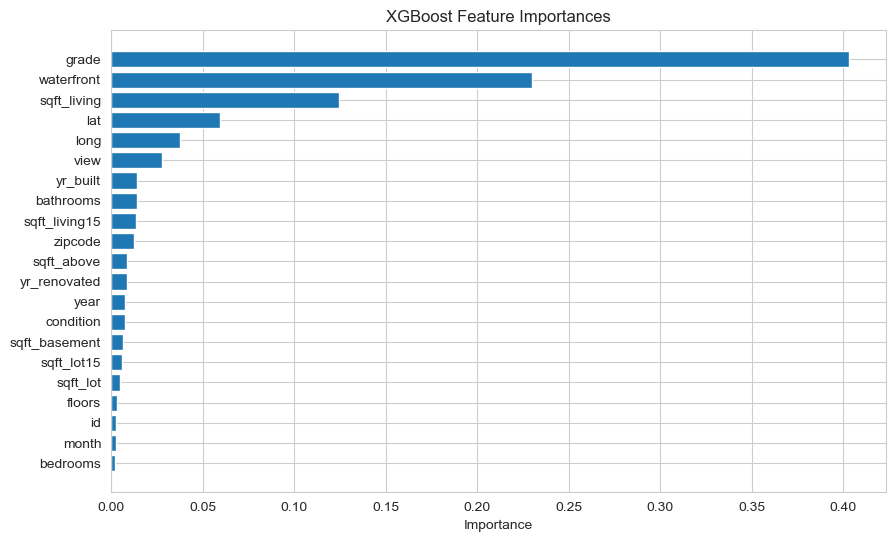 XGBoost Feature Importances
grade
waterfront
sqft_living
lat
long
view
yr_built
bathrooms
sqft_living15
zipcode
sqft_above
yr_renovated
year
condition
sqft_basement
sqft_lot15
sqft_lot
floors
id
month
bedrooms
0.00 0.05 0.10 0.15 0.20 0.25 0.30 0.35 0.40
Importance